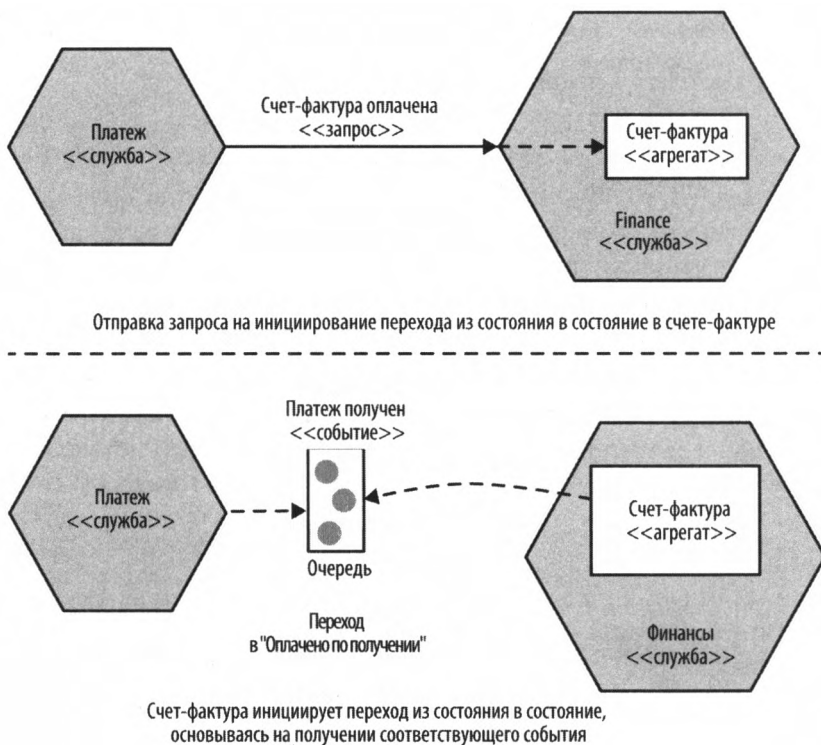 Платеж
<<служба>>
Счет-фактура оплачена
<<запрос>>
Счет-фактура
<<агрегат>>
Finance
<<служба>>
Отправка запроса на инициирование перехода из состояния в состояние в счете-фактуре
Платеж получен
<<событие>>
Платеж
<<служба>>
Очередь
Счет-фактура
<<агрегат>>
Переход
в "Оплачено по получении"
Финансы
<<служба>>
Счет-фактура инициирует переход из состояния в состояние,
основываясь на получении соответствующего события